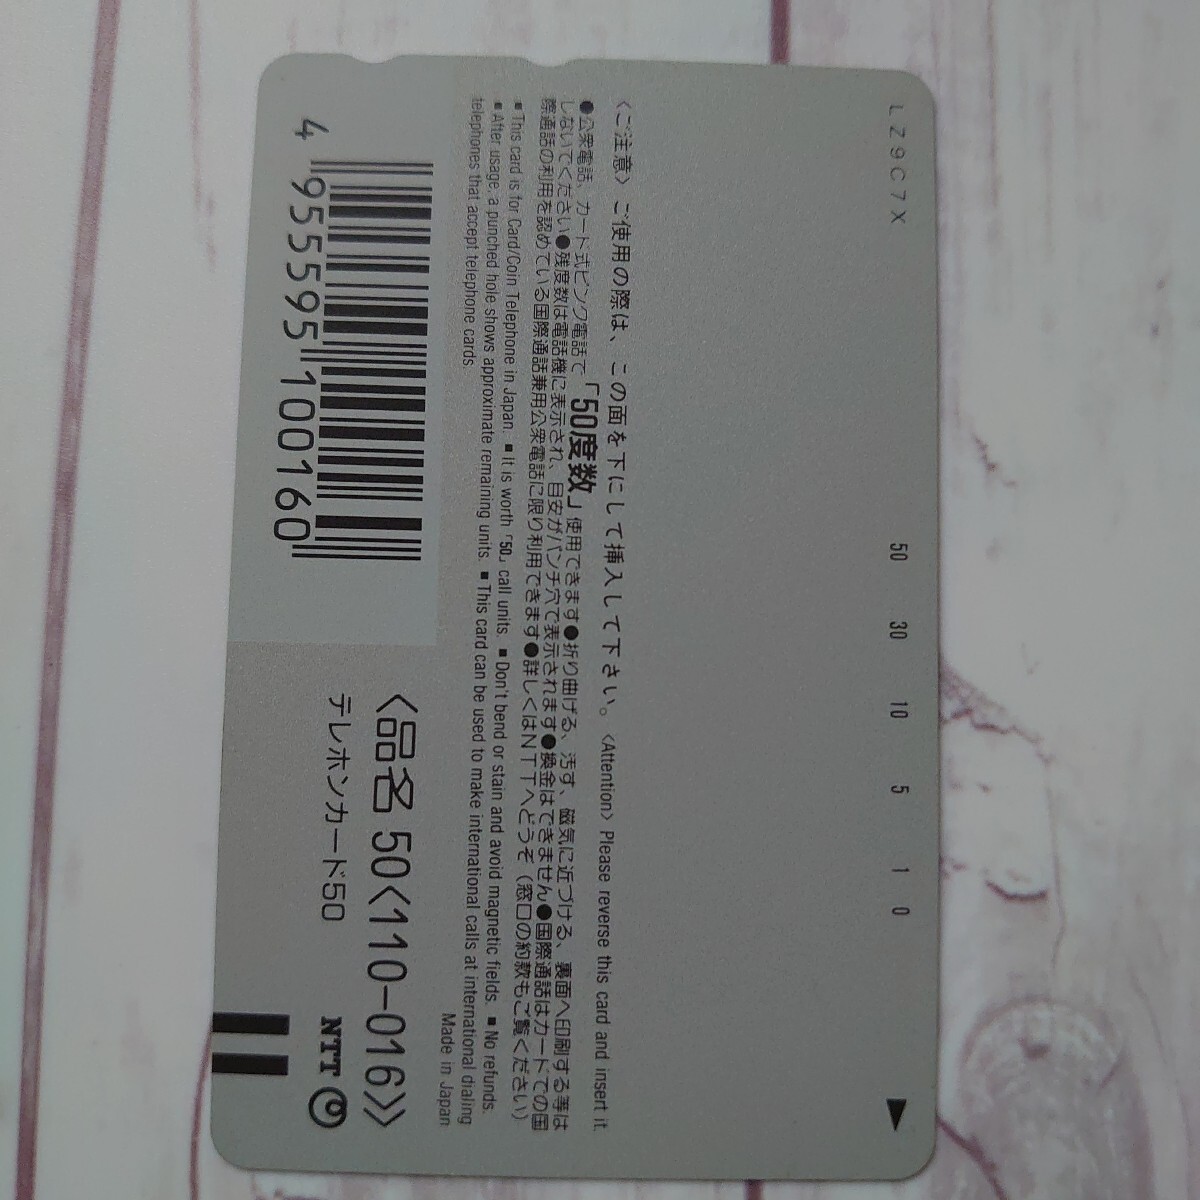 LZ9C7X
50 30 10 5 1 0
〈ご注意〉ご使用の際は、この面を下にして挿入して下さい。〈Attention〉Please reverse this card and insert it.
●公衆電話、カード式ピンク電話で「50度数」使用できます●折り曲げる、汚す、磁気に近づける、裏面へ印刷する等は
しないでください●残度数は電話機に表示され、目安がパンチ穴で表示されます●換金はできません●国際通話はカードでの国
際通話の利用を認めている国際通話兼用公衆電話に限り利用できます●詳しくはNTTへどうぞ（窓口の約款もご覧ください）
■This card is for Card/Coin Telephone in Japan. ■It is worth「50」call units. ■Don't bend or stain and avoid magnetic fields. ■No refunds.
■After usage, a punched hole shows approximate remaining units. ■This card can be used to make international calls at international dialing
telephones that accept telephone cards.
Made in Japan
4 955595 100160
〈品名 50〈110-016〉〉
テレホンカード50
NTT